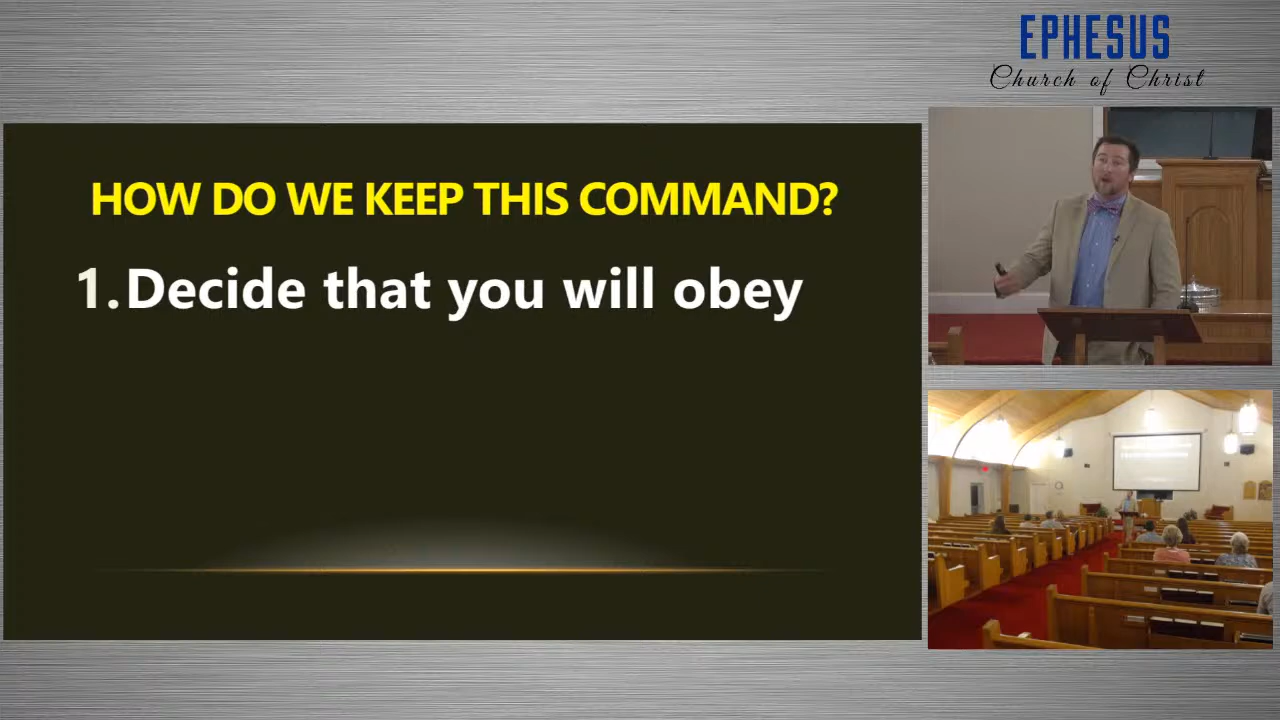 EPHESUS
Church of Christ
HOW DO WE KEEP THIS COMMAND?
1. Decide that you will obey